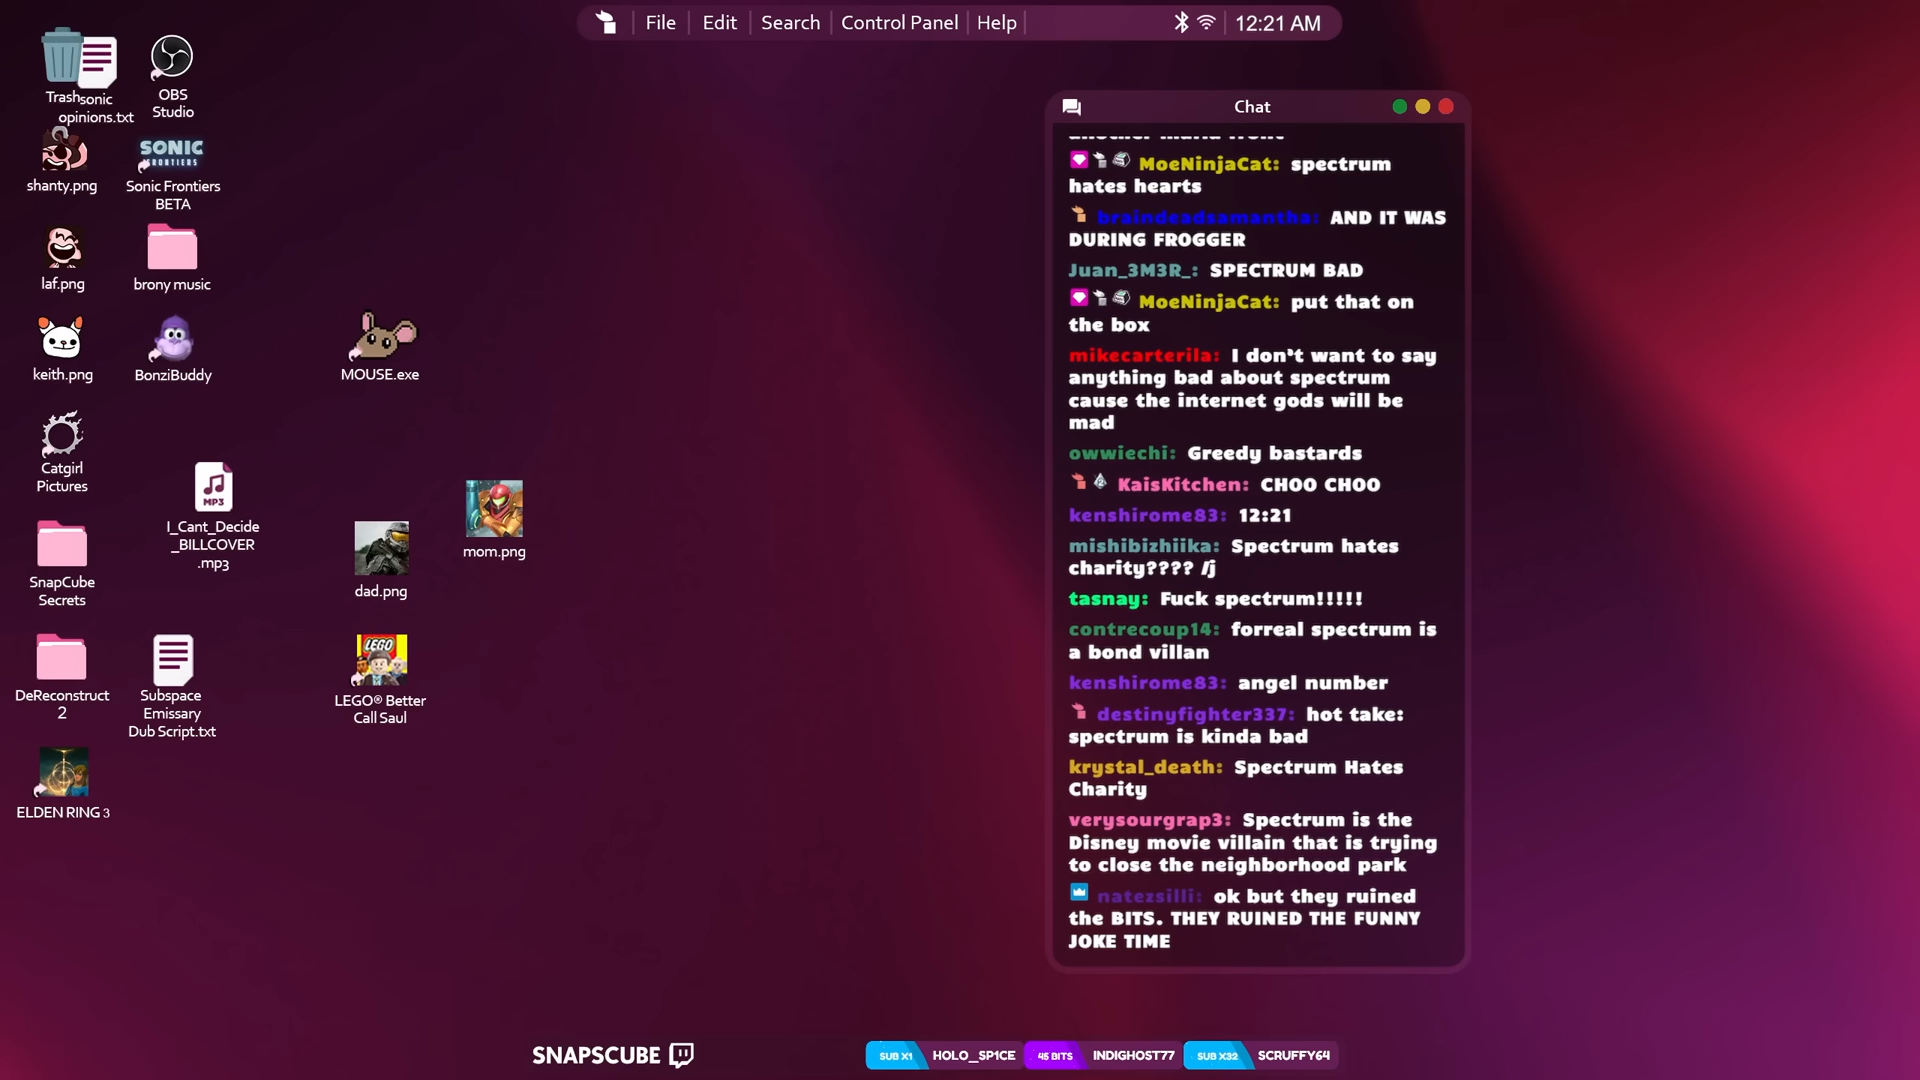 File Edit Search Control Panel Help 12:21 AM
Trash
sonic
opinions.txt
OBS
Studio
shanty.png
SONIC
FRONTIERS
Sonic Frontiers
BETA
laf.png
brony music
keith.png
BonziBuddy
MOUSE.exe
Catgirl
Pictures
MP3
I_Cant_Decide
_BILLCOVER
.mp3
mom.png
dad.png
SnapCube
Secrets
DeReconstruct
2
Subspace
Emissary
Dub Script.txt
LEGO
LEGO® Better
Call Saul
ELDEN RING 3
Chat
MoeNinjaCat: spectrum
hates hearts
braindeadsamantha: AND IT WAS
DURING FROGGER
Juan_3M3R_: SPECTRUM BAD
MoeNinjaCat: put that on
the box
mikecarterila: I don't want to say
anything bad about spectrum
cause the internet gods will be
mad
owwiechi: Greedy bastards
KaisKitchen: CHOO CHOO
kenshirome83: 12:21
mishibizhiika: Spectrum hates
charity???? /j
tasnay: Fuck spectrum!!!!!
contrecoup14: forreal spectrum is
a bond villan
kenshirome83: angel number
destinyfighter337: hot take:
spectrum is kinda bad
krystal_death: Spectrum Hates
Charity
verysourgrap3: Spectrum is the
Disney movie villain that is trying
to close the neighborhood park
natezsilli: ok but they ruined
the BITS. THEY RUINED THE FUNNY
JOKE TIME
SNAPSCUBE
SUB X1 HOLO_SP1CE 45 BITS INDIGHOST77 SUB X32 SCRUFFY64